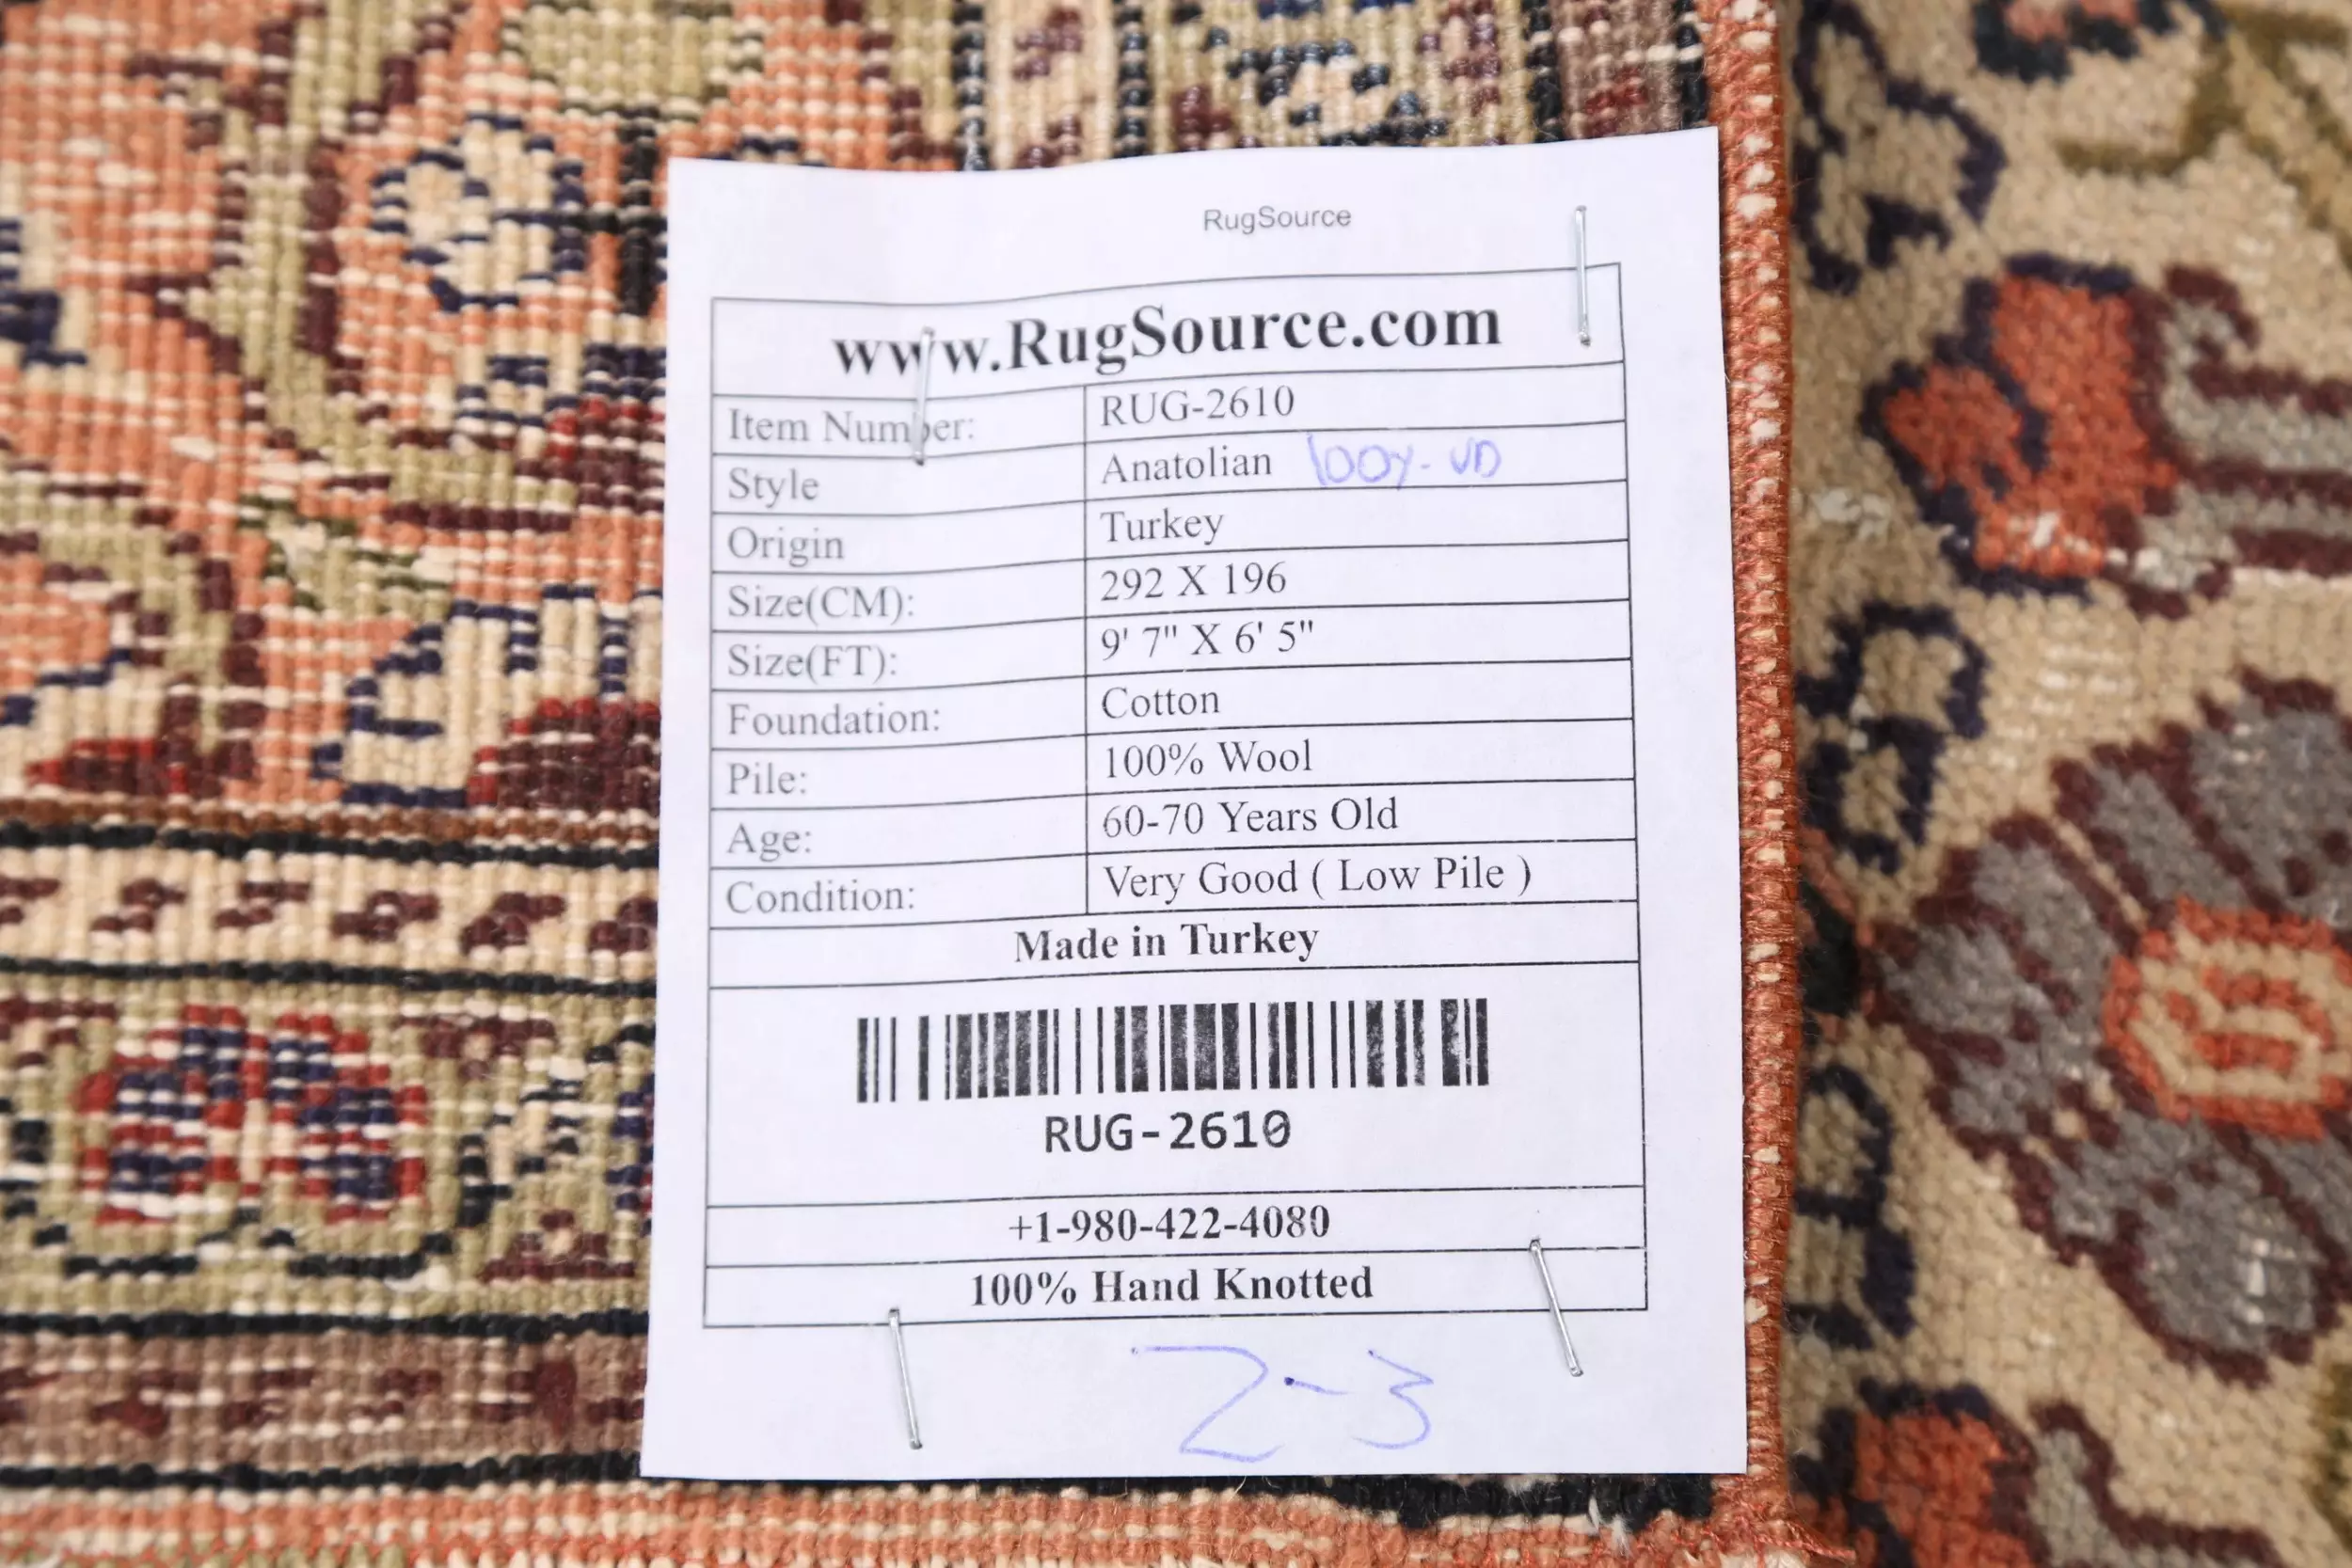 RugSource
www.RugSource.com
Item Number: RUG-2610
Style Anatolian 100Y-VD
Origin Turkey
Size(CM): 292 X 196
Size(FT): 9' 7" X 6' 5"
Foundation: Cotton
Pile: 100% Wool
Age: 60-70 Years Old
Condition: Very Good ( Low Pile )
Made in Turkey
RUG-2610
+1-980-422-4080
100% Hand Knotted
2-3